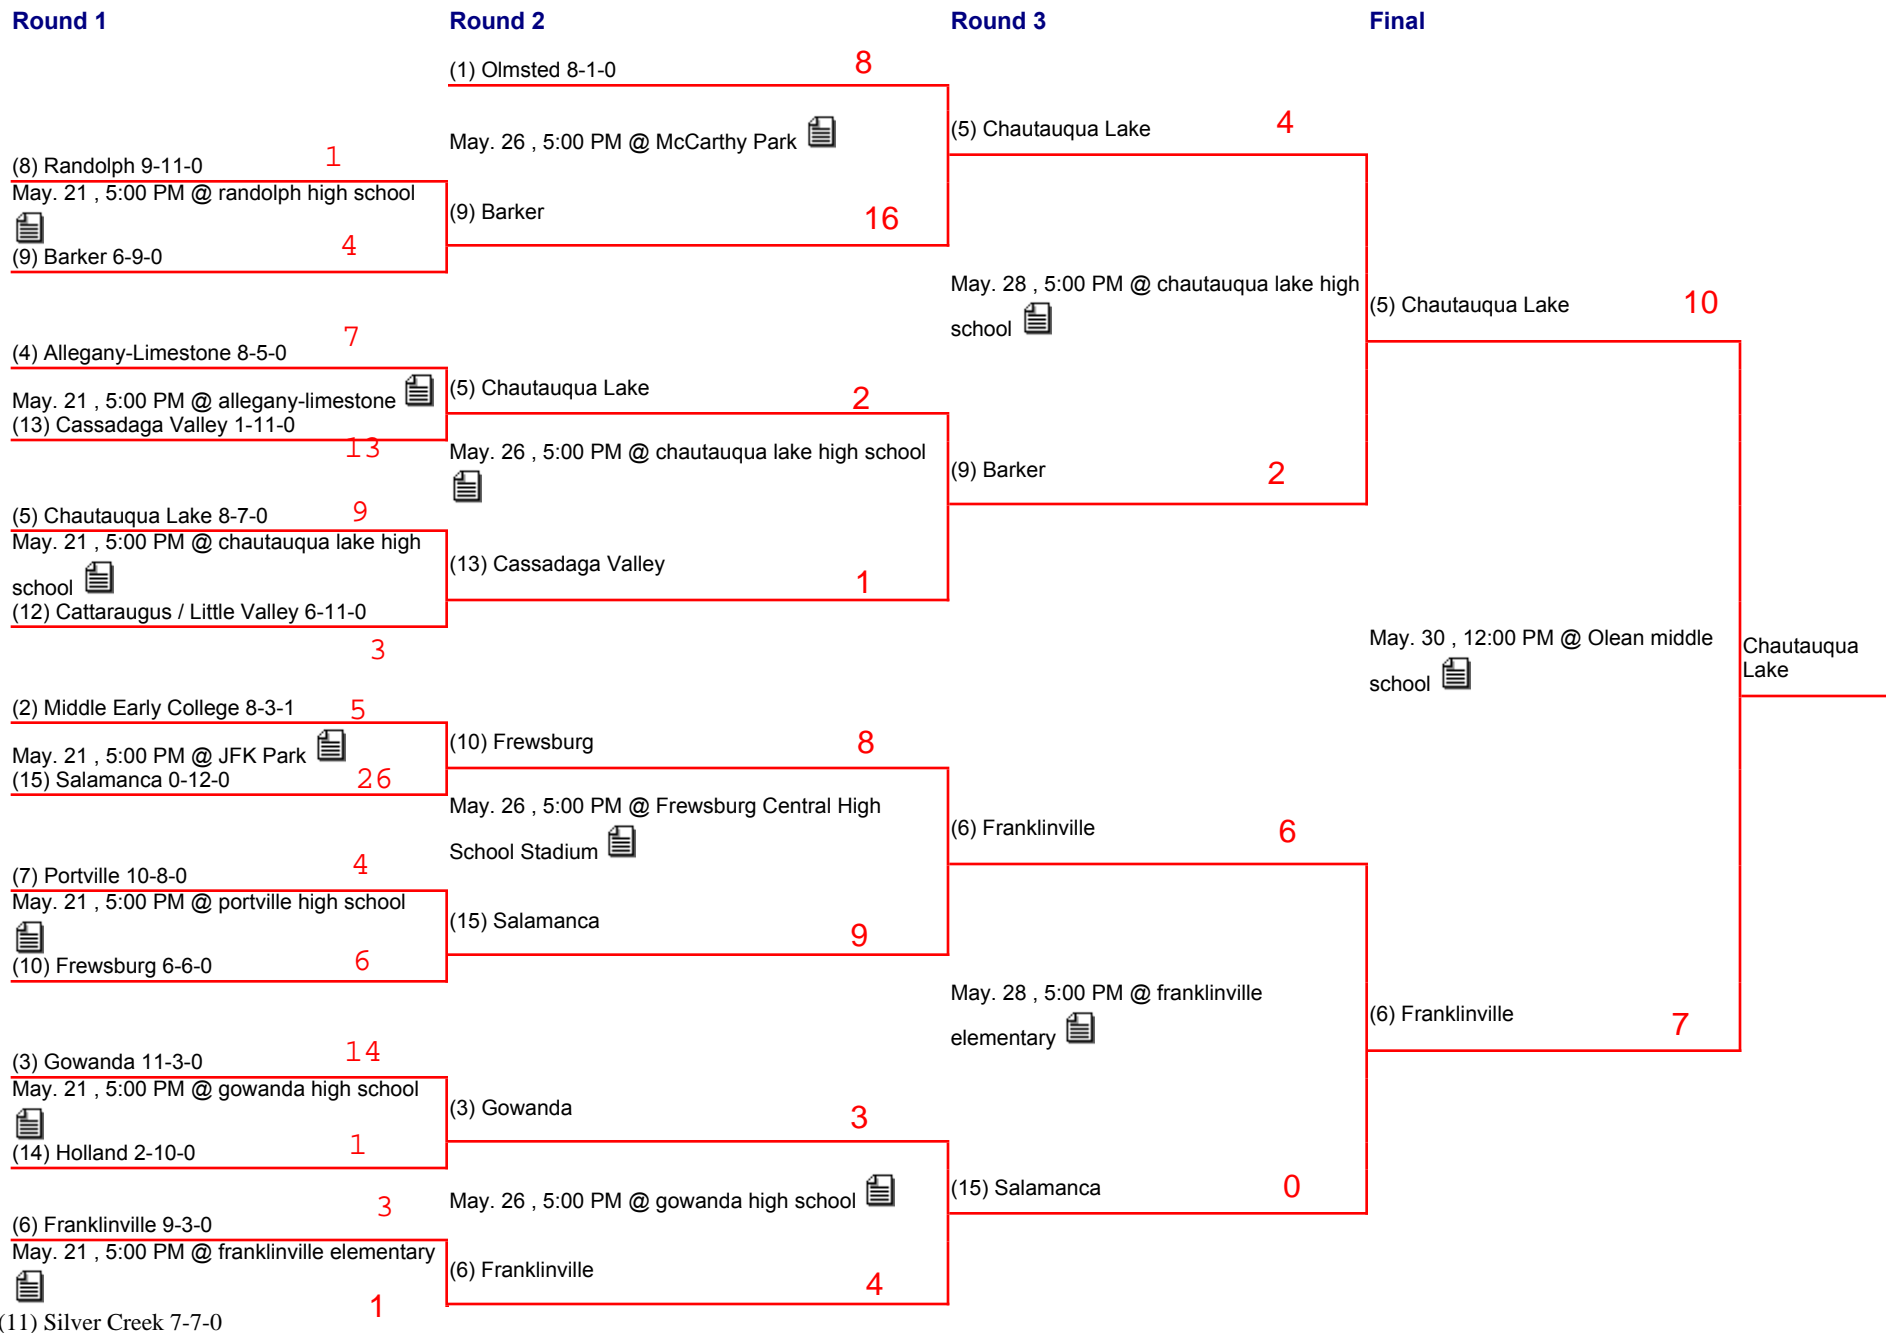 Round 1
(8) Randolph 9-11-0
1
May. 21 , 5:00 PM @ randolph high school
(9) Barker 6-9-0
4
(4) Allegany-Limestone 8-5-0
7
May. 21 , 5:00 PM @ allegany-limestone
(13) Cassadaga Valley 1-11-0
13
(5) Chautauqua Lake 8-7-0
9
May. 21 , 5:00 PM @ chautauqua lake high
school
(12) Cattaraugus / Little Valley 6-11-0
3
(2) Middle Early College 8-3-1
5
May. 21 , 5:00 PM @ JFK Park
(15) Salamanca 0-12-0
26
(7) Portville 10-8-0
4
May. 21 , 5:00 PM @ portville high school
(10) Frewsburg 6-6-0
6
(3) Gowanda 11-3-0
14
May. 21 , 5:00 PM @ gowanda high school
(14) Holland 2-10-0
1
(6) Franklinville 9-3-0
3
May. 21 , 5:00 PM @ franklinville elementary
1
(11) Silver Creek 7-7-0
Round 2
(1) Olmsted 8-1-0
8
May. 26 , 5:00 PM @ McCarthy Park
(9) Barker
16
(5) Chautauqua Lake
2
May. 26 , 5:00 PM @ chautauqua lake high school
(13) Cassadaga Valley
1
(10) Frewsburg
8
May. 26 , 5:00 PM @ Frewsburg Central High
School Stadium
(15) Salamanca
9
(3) Gowanda
3
May. 26 , 5:00 PM @ gowanda high school
(6) Franklinville
4
Round 3
(5) Chautauqua Lake
4
May. 28 , 5:00 PM @ chautauqua lake high
school
(9) Barker
2
(6) Franklinville
6
May. 28 , 5:00 PM @ franklinville
elementary
(15) Salamanca
0
Final
(5) Chautauqua Lake
10
May. 30 , 12:00 PM @ Olean middle
school
(6) Franklinville
7
Chautauqua
Lake